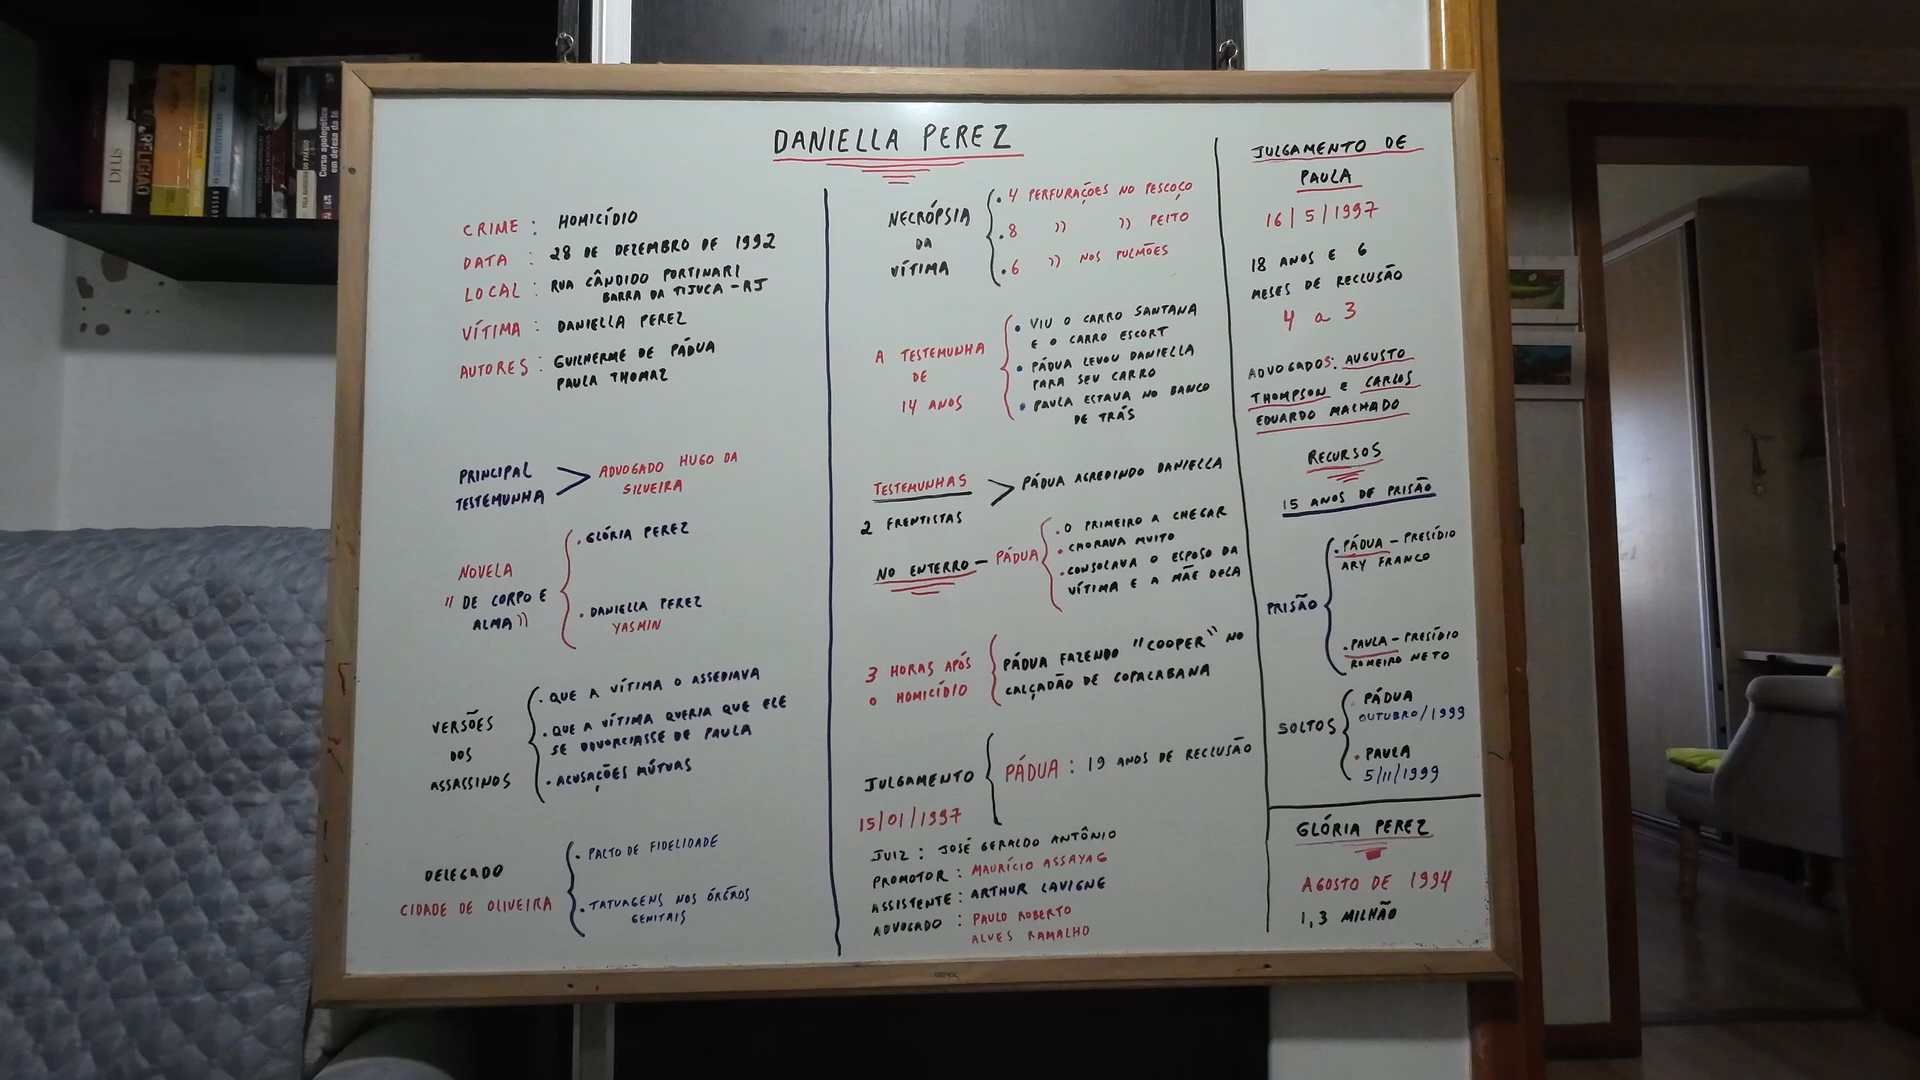 DANIELLA PEREZ
CRIME : HOMICÍDIO
DATA : 28 DE DEZEMBRO DE 1992
LOCAL : RUA CÂNDIDO PORTINARI
BARRA DA TIJUCA - RJ
VÍTIMA : DANIELLA PEREZ
AUTORES : GUILHERME DE PÁDUA
PAULA THOMAZ
PRINCIPAL
TESTEMUNHA
> ADVOGADO HUGO DA
SILVEIRA
NOVELA
"DE CORPO E
ALMA"
. GLÓRIA PEREZ
. DANIELLA PEREZ
YASMIN
VERSÕES
DOS
ASSASSINOS
. QUE A VÍTIMA O ASSEDIAVA
. QUE A VÍTIMA QUERIA QUE ELE
SE DIVORCIASSE DE PAULA
. ACUSAÇÕES MÚTUAS
DELEGADO
CIDADE DE OLIVEIRA
. PACTO DE FIDELIDADE
. TATUAGENS NOS ÓRGÃOS
GENITAIS
NECRÓPSIA
DA
VÍTIMA
. 4 PERFURAÇÕES NO PESCOÇO
. 8 )) )) PEITO
. 6 )) NOS PULMÕES
A TESTEMUNHA
DE
14 ANOS
• VIU O CARRO SANTANA
E O CARRO ESCORT
• PÁDUA LEVOU DANIELLA
PARA SEU CARRO
• PAULA ESTAVA NO BANCO
DE TRÁS
TESTEMUNHAS
2 FRENTISTAS
> PÁDUA AGREDINDO DANIELLA
NO ENTERRO - PÁDUA
. O PRIMEIRO A CHEGAR
. CHORAVA MUITO
. CONSOLAVA O ESPOSO DA
VÍTIMA E A MÃE DELA
3 HORAS APÓS
O HOMICÍDIO
PÁDUA FAZENDO "COOPER" NO
CALÇADÃO DE COPACABANA
JULGAMENTO
15/01/1997
PÁDUA : 19 ANOS DE RECLUSÃO
JUIZ : JOSÉ GERALDO ANTÔNIO
PROMOTOR : MAURÍCIO ASSAYAG
ASSISTENTE : ARTHUR LAVIGNE
ADVOGADO : PAULO ROBERTO
ALVES RAMALHO
JULGAMENTO DE
PAULA
16/5/1997
18 ANOS E 6
MESES DE RECLUSÃO
4 a 3
ADVOGADOS: AUGUSTO
THOMPSON E CARLOS
EDUARDO MACHADO
RECURSOS
15 ANOS DE PRISÃO
PRISÃO
. PÁDUA - PRESÍDIO
ARY FRANCO
. PAULA - PRESÍDIO
ROMEIRO NETO
SOLTOS
. PÁDUA
OUTUBRO/1999
. PAULA
5/11/1999
GLÓRIA PEREZ
AGOSTO DE 1994
1,3 MILHÃO
DEUS
RELIGIÃO
Curso apologético
em defesa da fé